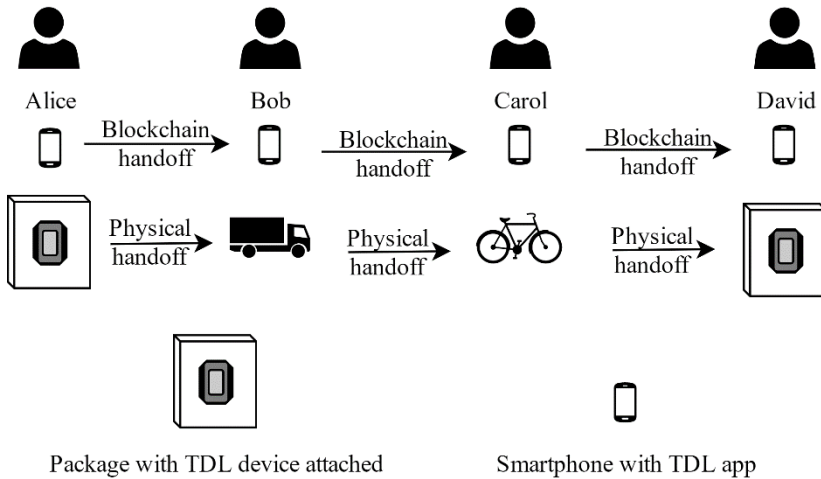 Alice
Bob
Carol
David
Blockchain
handoff
Blockchain
handoff
Blockchain
handoff
Physical
handoff
Physical
handoff
Physical
handoff
Package with TDL device attached
Smartphone with TDL app